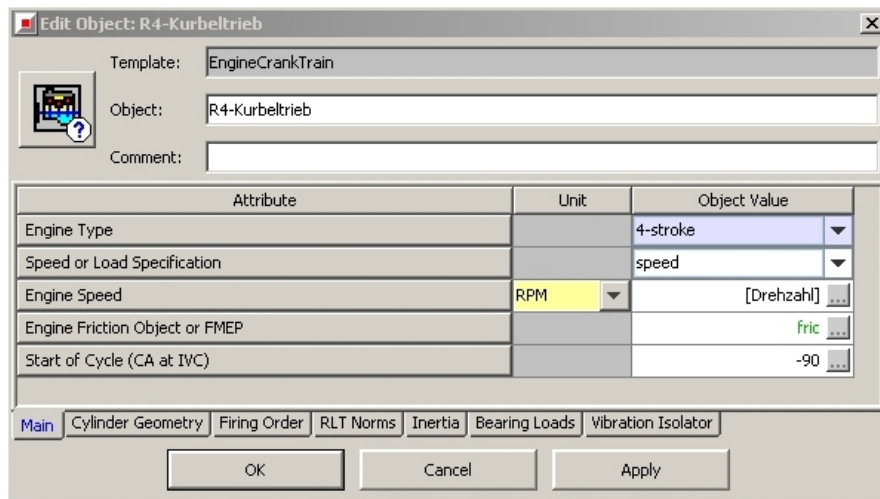 Edit Object: R4-Kurbeltrieb
Template: EngineCrankTrain
Object: R4-Kurbeltrieb
Comment:
Attribute Unit Object Value
Engine Type 4-stroke
Speed or Load Specification speed
Engine Speed RPM [Drehzahl] ...
Engine Friction Object or FMEP fric ...
Start of Cycle (CA at IVC) -90 ...
Main Cylinder Geometry Firing Order RLT Norms Inertia Bearing Loads Vibration Isolator
OK Cancel Apply